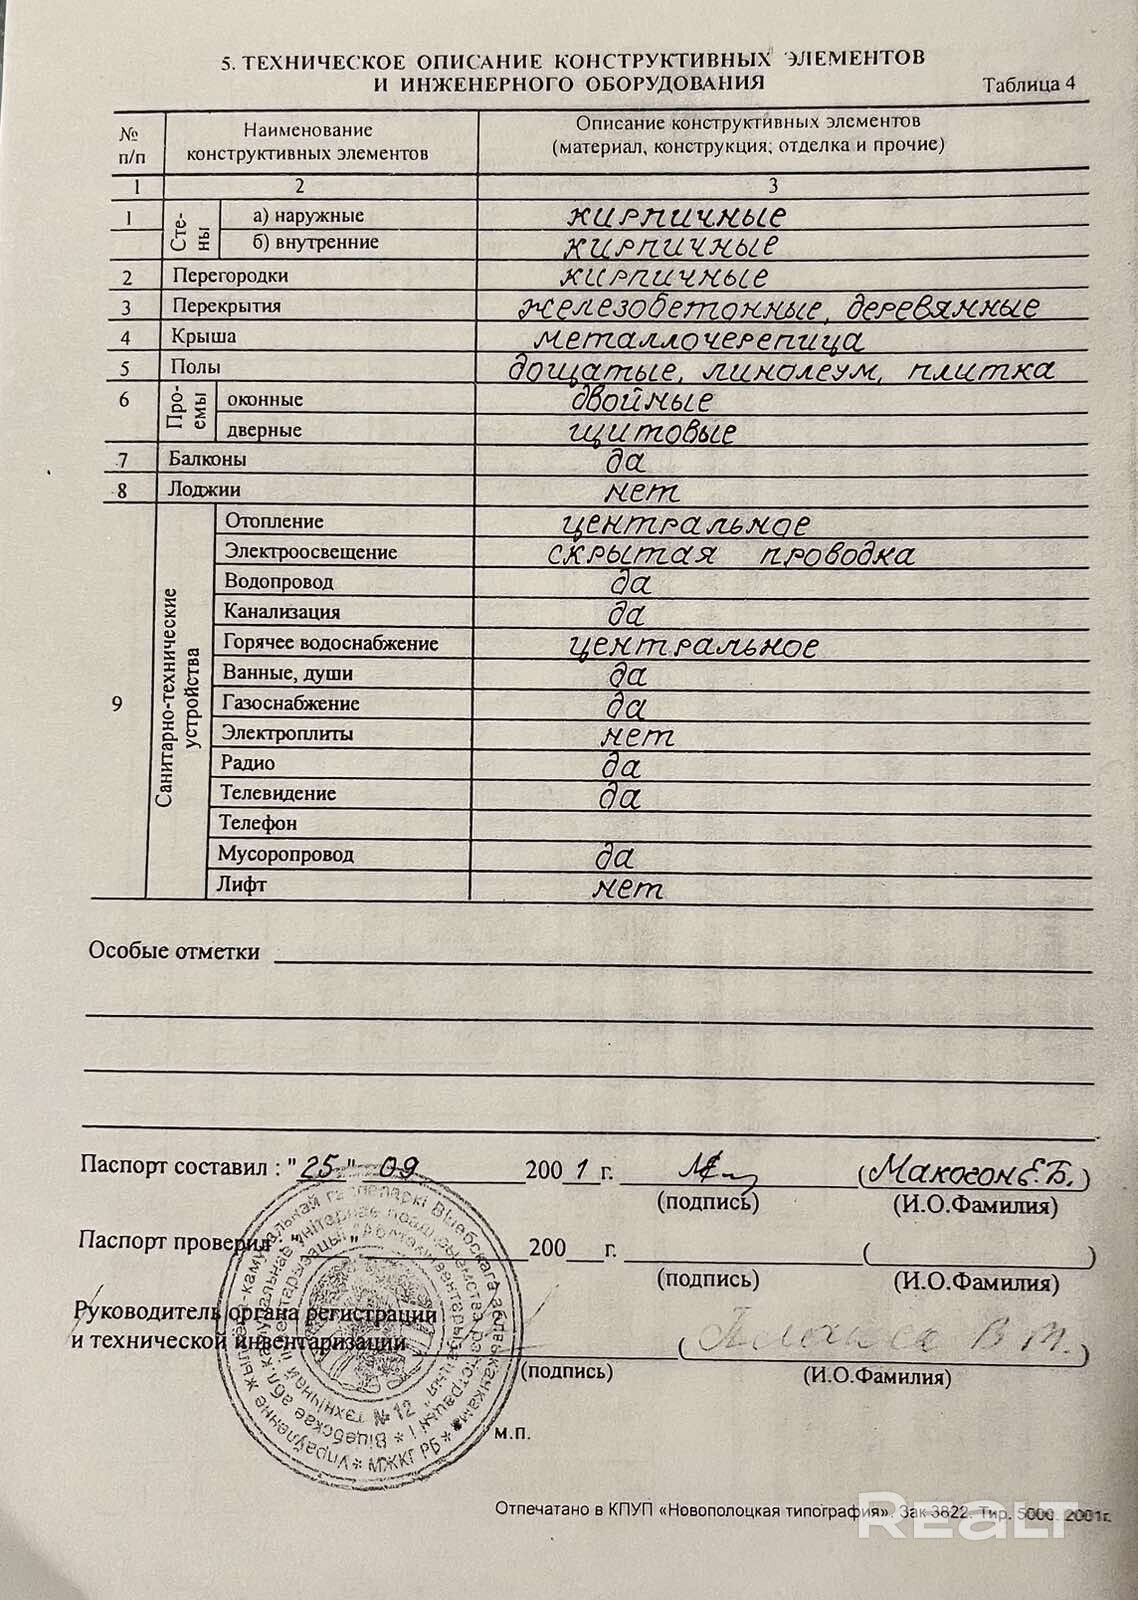 5. ТЕХНИЧЕСКОЕ ОПИСАНИЕ КОНСТРУКТИВНЫХ ЭЛЕМЕНТОВ
И ИНЖЕНЕРНОГО ОБОРУДОВАНИЯ
Таблица 4
№ п/п Наименование конструктивных элементов Описание конструктивных элементов (материал, конструкция, отделка и прочие)
1 2 3
1 Стены а) наружные кирпичные
б) внутренние кирпичные
2 Перегородки кирпичные
3 Перекрытия железобетонные, деревянные
4 Крыша металлочерепица
5 Полы дощатые, линолеум, плитка
6 Проемы оконные двойные
дверные щитовые
7 Балконы да
8 Лоджии нет
9 Санитарно-технические устройства Отопление центральное
Электроосвещение скрытая проводка
Водопровод да
Канализация да
Горячее водоснабжение центральное
Ванные, души да
Газоснабжение да
Электроплиты нет
Радио да
Телевидение да
Телефон
Мусоропровод да
Лифт нет
Особые отметки
Паспорт составил : "25" 09 2001 г. (Макогон Е.Б.)
(подпись) (И.О.Фамилия)
Паспорт проверил : " " 200 г. ( )
(подпись) (И.О.Фамилия)
Руководитель органа регистрации
и технической инвентаризации ( В.М. )
(подпись) (И.О.Фамилия)
№ 12
МЖКГ РБ
м.п.
Отпечатано в КПУП «Новополоцкая типография». Зак 3822. Тир. 5000. 2001г.
REALT